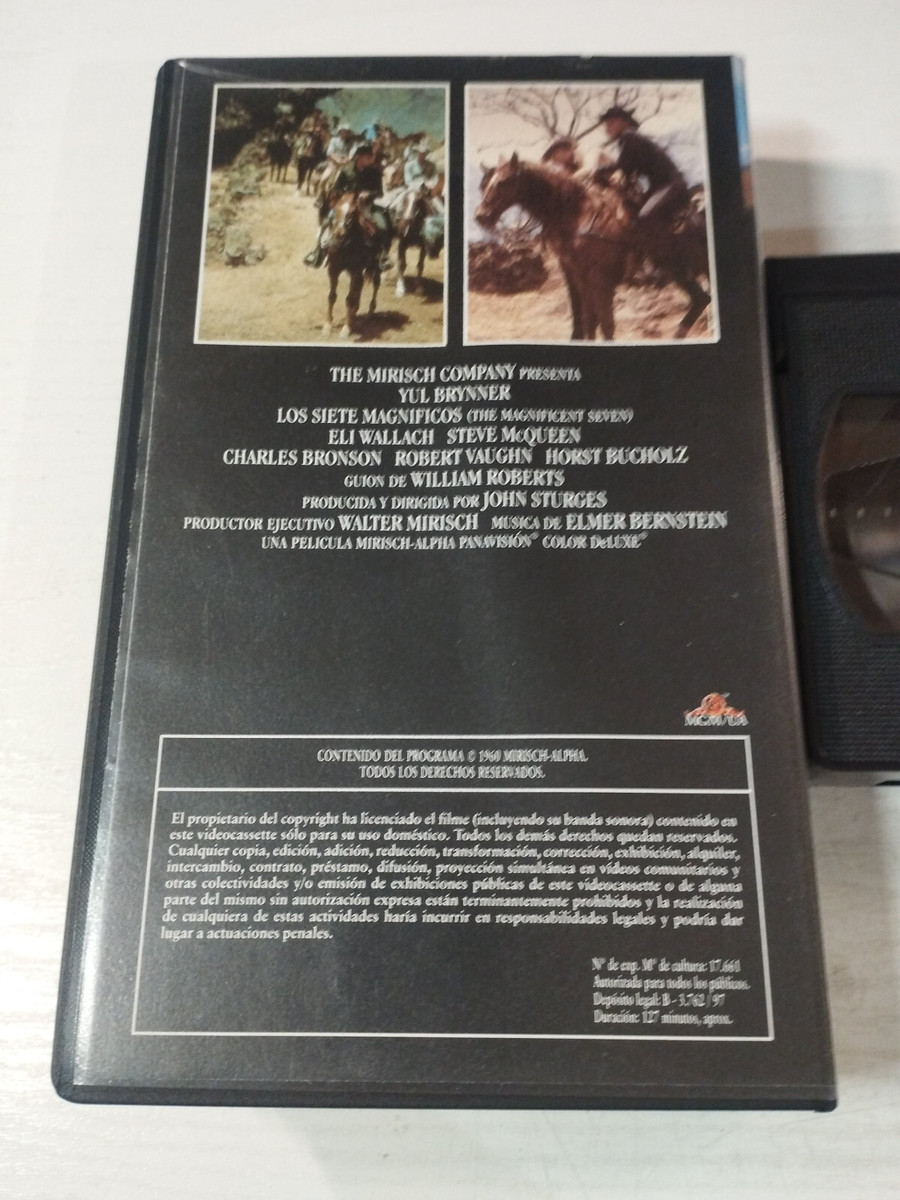 THE MIRISCH COMPANY PRESENTA
YUL BRYNNER
LOS SIETE MAGNIFICOS (THE MAGNIFICENT SEVEN)
ELI WALLACH STEVE McQUEEN
CHARLES BRONSON ROBERT VAUGHN HORST BUCHOLZ
GUION DE WILLIAM ROBERTS
PRODUCIDA Y DIRIGIDA POR JOHN STURGES
PRODUCTOR EJECUTIVO WALTER MIRISCH MUSICA DE ELMER BERNSTEIN
UNA PELICULA MIRISCH-ALPHA PANAVISIÓN® COLOR DeLUXE®
MGM/UA
CONTENIDO DEL PROGRAMA © 1960 MIRISCH-ALPHA.
TODOS LOS DERECHOS RESERVADOS.
El propietario del copyright ha licenciado el filme (incluyendo su banda sonora) contenido en
este videocassette sólo para su uso doméstico. Todos los demás derechos quedan reservados.
Cualquier copia, edición, adición, reducción, transformación, corrección, exhibición, alquiler,
intercambio, contrato, préstamo, difusión, proyección simultánea en vídeos comunitarios y
otras colectividades y/o emisión de exhibiciones públicas de este videocassette o de alguna
parte del mismo sin autorización expresa están terminantemente prohibidos y la realización
de cualquiera de estas actividades haría incurrir en responsabilidades legales y podría dar
lugar a actuaciones penales.
Nº de exp. Mº de cultura: 17.661
Autorizada para todos los públicos.
Depósito legal: B - 3.762 / 97
Duración: 127 minutos, aprox.